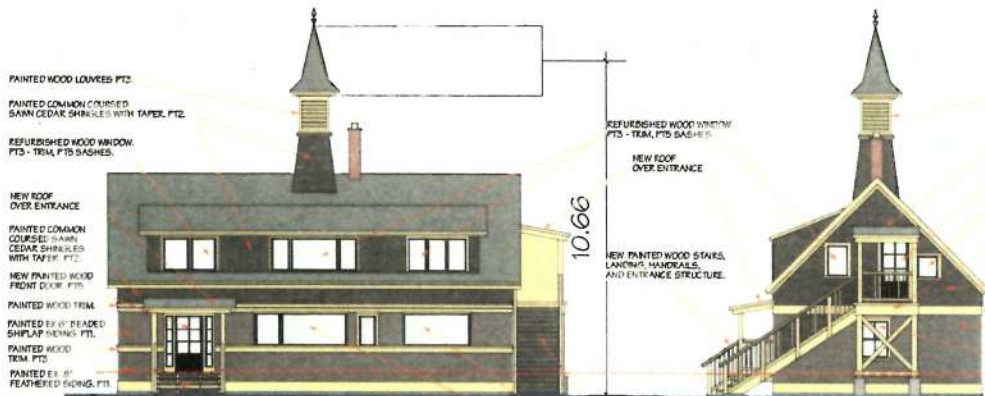 PAINTED WOOD LOUVRES PT3.
PAINTED COMMON COURSED
SAWN CEDAR SHINGLES WITH TAPER. PT2.
REFURBISHED WOOD WINDOW.
PT3 - TRIM, PT5 SASHES.
NEW ROOF
OVER ENTRANCE
PAINTED COMMON
COURSED SAWN
CEDAR SHINGLES
WITH TAPER. PT2.
NEW PAINTED WOOD
FRONT DOOR. PT5
PAINTED WOOD TRIM.
PAINTED EX 6" BEADED
SHIPLAP SIDING. PT1.
PAINTED WOOD
TRIM. PT3
PAINTED EX. 8"
FEATHERED SIDING. PT1.
10.66
REFURBISHED WOOD WINDOW
PT3 - TRIM, PT5 SASHES.
NEW ROOF
OVER ENTRANCE
NEW PAINTED WOOD STAIRS,
LANDING, HANDRAILS,
AND ENTRANCE STRUCTURE.